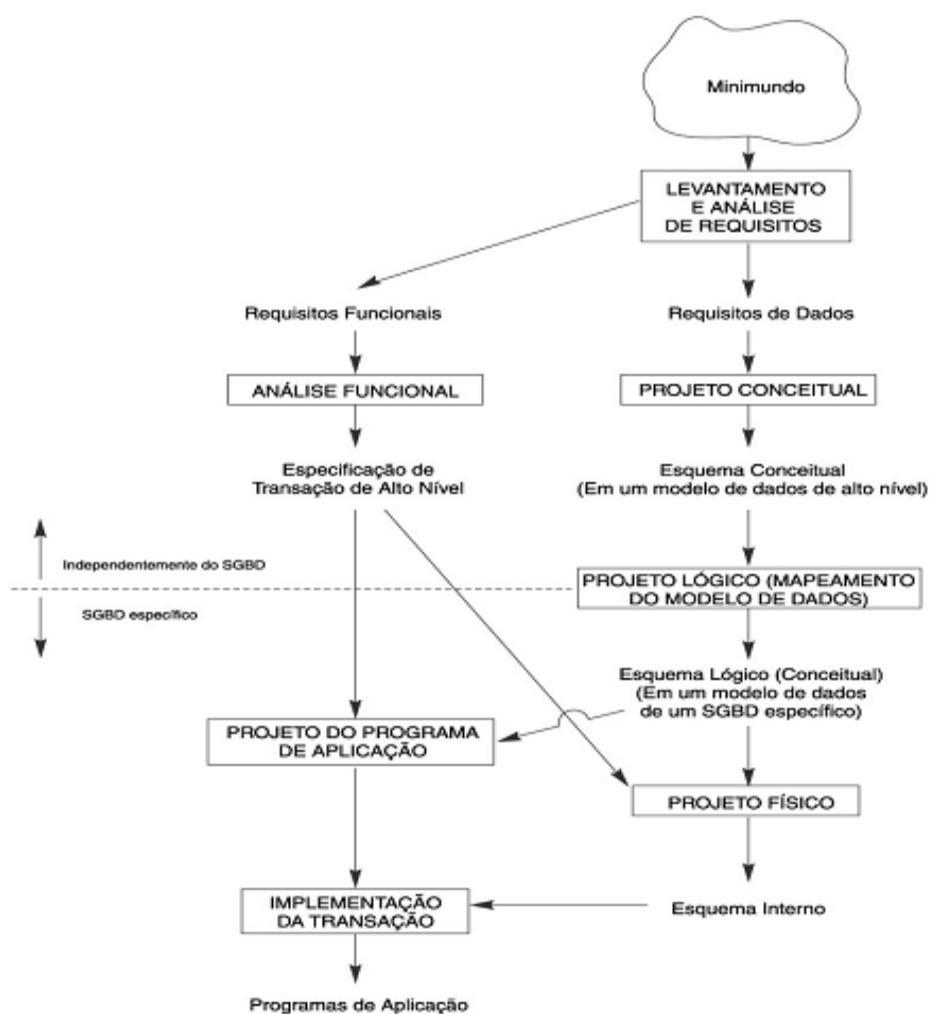 Minimundo
LEVANTAMENTO
E ANÁLISE
DE REQUISITOS
Requisitos Funcionais
Requisitos de Dados
ANÁLISE FUNCIONAL
PROJETO CONCEITUAL
Especificação de
Transação de Alto Nível
Esquema Conceitual
(Em um modelo de dados de alto nível)
Independentemente do SGBD
SGBD específico
PROJETO LÓGICO (MAPEAMENTO
DO MODELO DE DADOS)
Esquema Lógico (Conceitual)
(Em um modelo de dados
de um SGBD específico)
PROJETO DO PROGRAMA
DE APLICAÇÃO
PROJETO FÍSICO
IMPLEMENTAÇÃO
DA TRANSAÇÃO
Esquema Interno
Programas de Aplicação